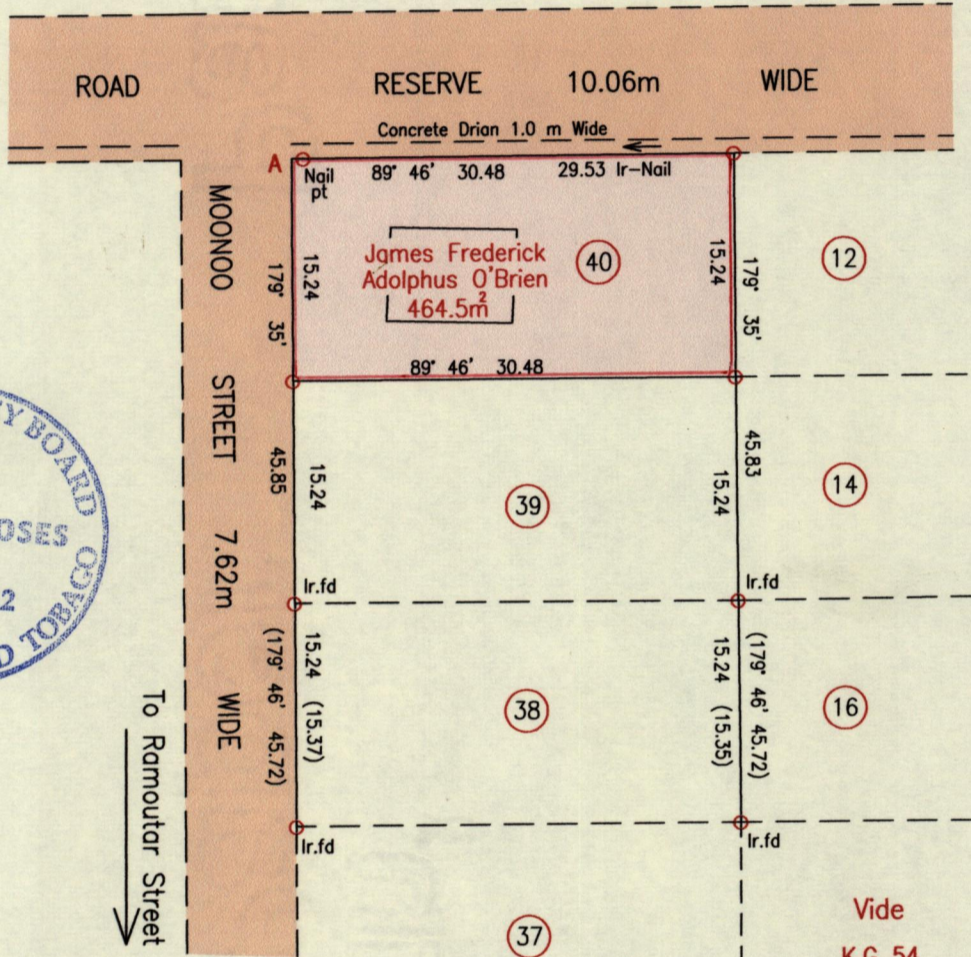 ROAD RESERVE 10.06m WIDE
Concrete Drian 1.0 m Wide
A
Nail
pt
89° 46' 30.48 29.53 Ir-Nail
James Frederick
Adolphus O'Brien
464.5m²
40
15.24
179° 35'
15.24
179° 35'
12
89° 46' 30.48
MOONOO STREET 7.62m WIDE
45.85
15.24
39
15.24
45.83
14
Ir.fd
Ir.fd
(179° 46' 45.72)
15.24 (15.37)
38
15.24 (15.35)
(179° 46' 45.72)
16
Ir.fd
Ir.fd
To Ramoutar Street
37
Vide
K.G. 54
Y BOARD
OSES
2
D TOBAGO